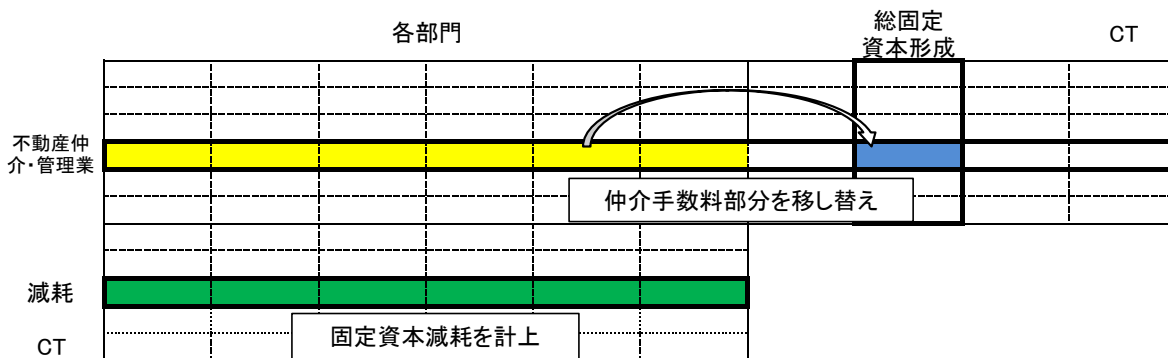 各部門
総固定
資本形成
CT
不動産仲
介・管理業
仲介手数料部分を移し替え
減耗
固定資本減耗を計上
CT